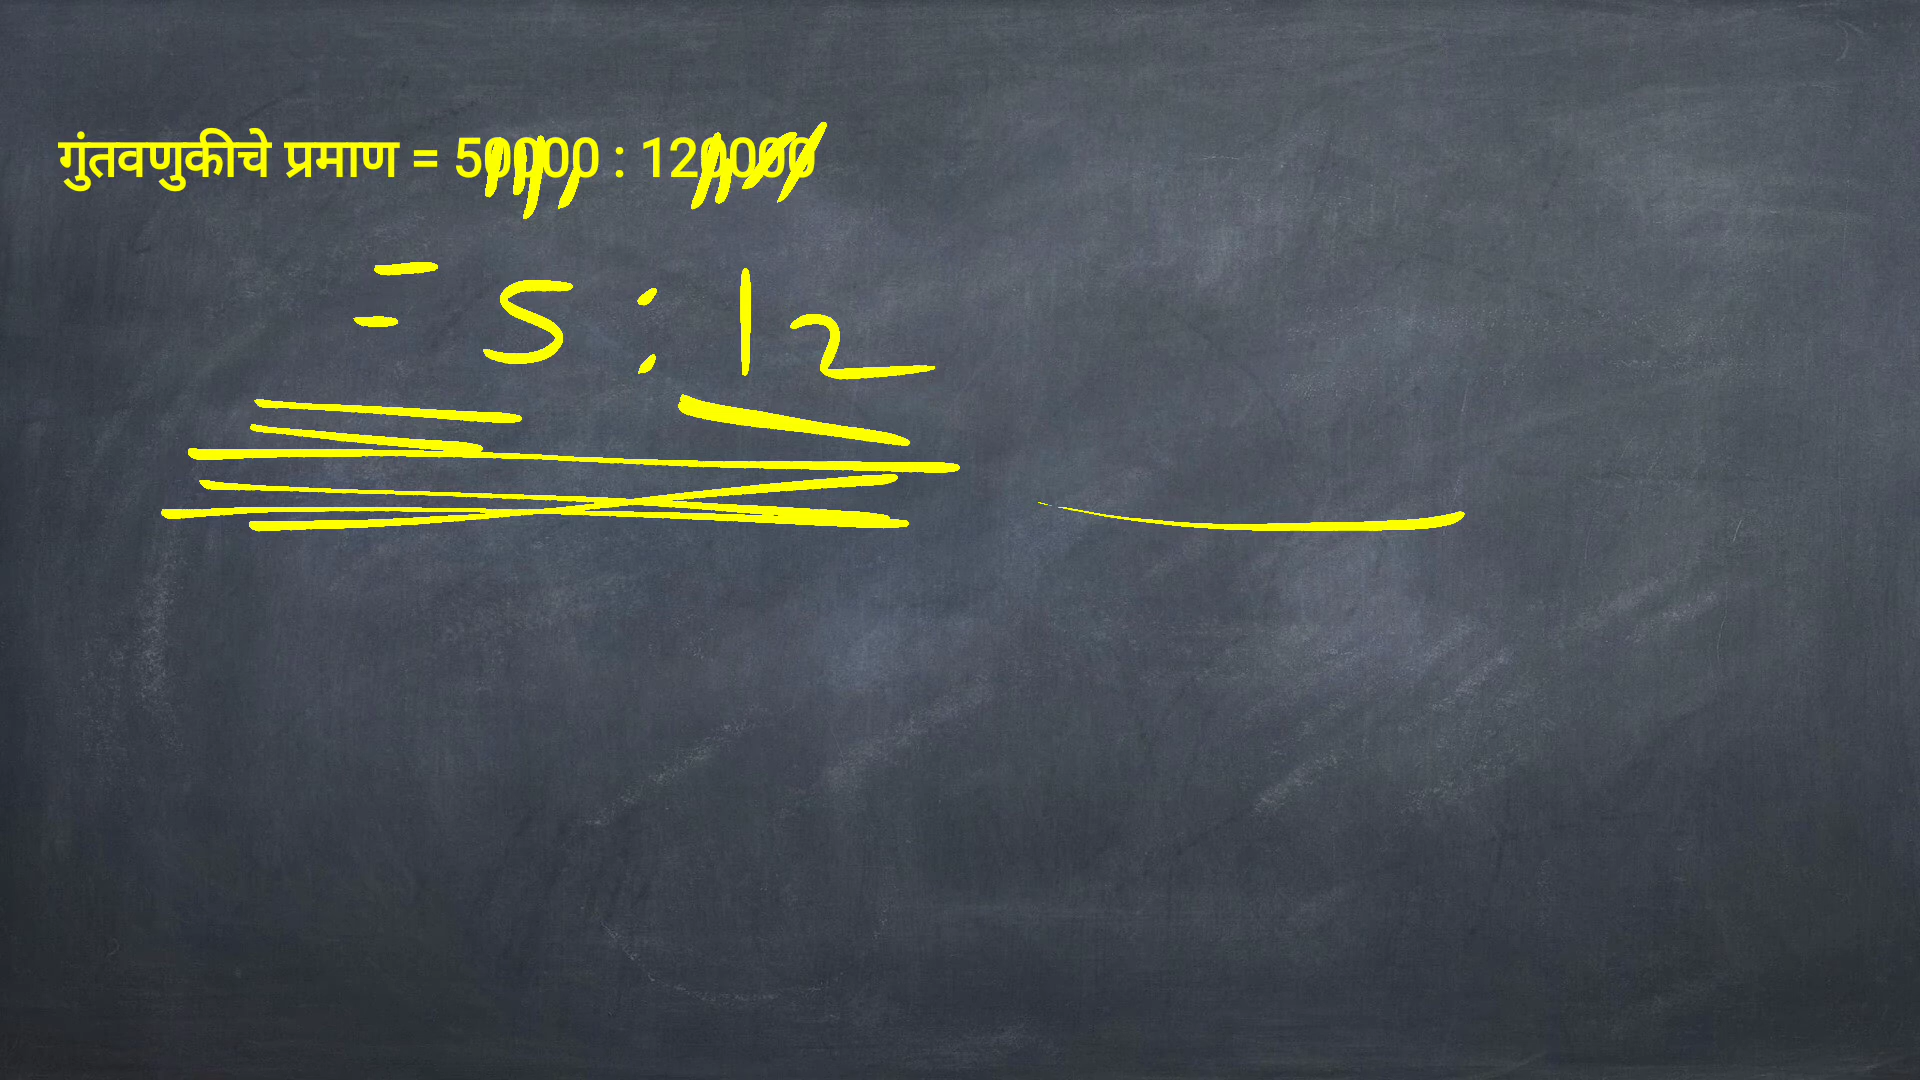 गुंतवणुकीचे प्रमाण = 50000 : 120000
= 5 : 12